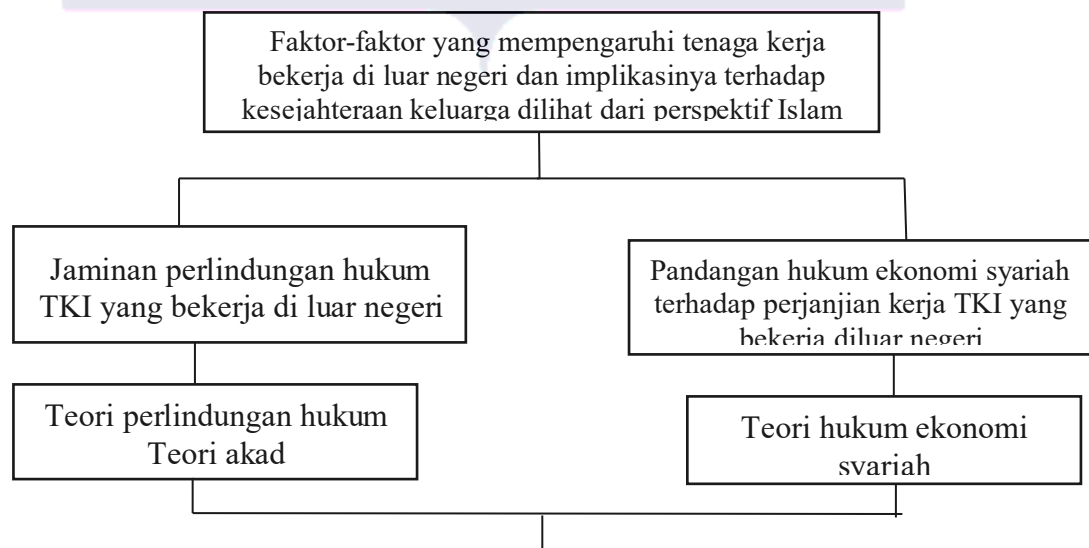 Faktor-faktor yang mempengaruhi tenaga kerja
bekerja di luar negeri dan implikasinya terhadap
kesejahteraan keluarga dilihat dari perspektif Islam
Jaminan perlindungan hukum
TKI yang bekerja di luar negeri
Pandangan hukum ekonomi syariah
terhadap perjanjian kerja TKI yang
bekerja diluar negeri
Teori perlindungan hukum
Teori akad
Teori hukum ekonomi
syariah